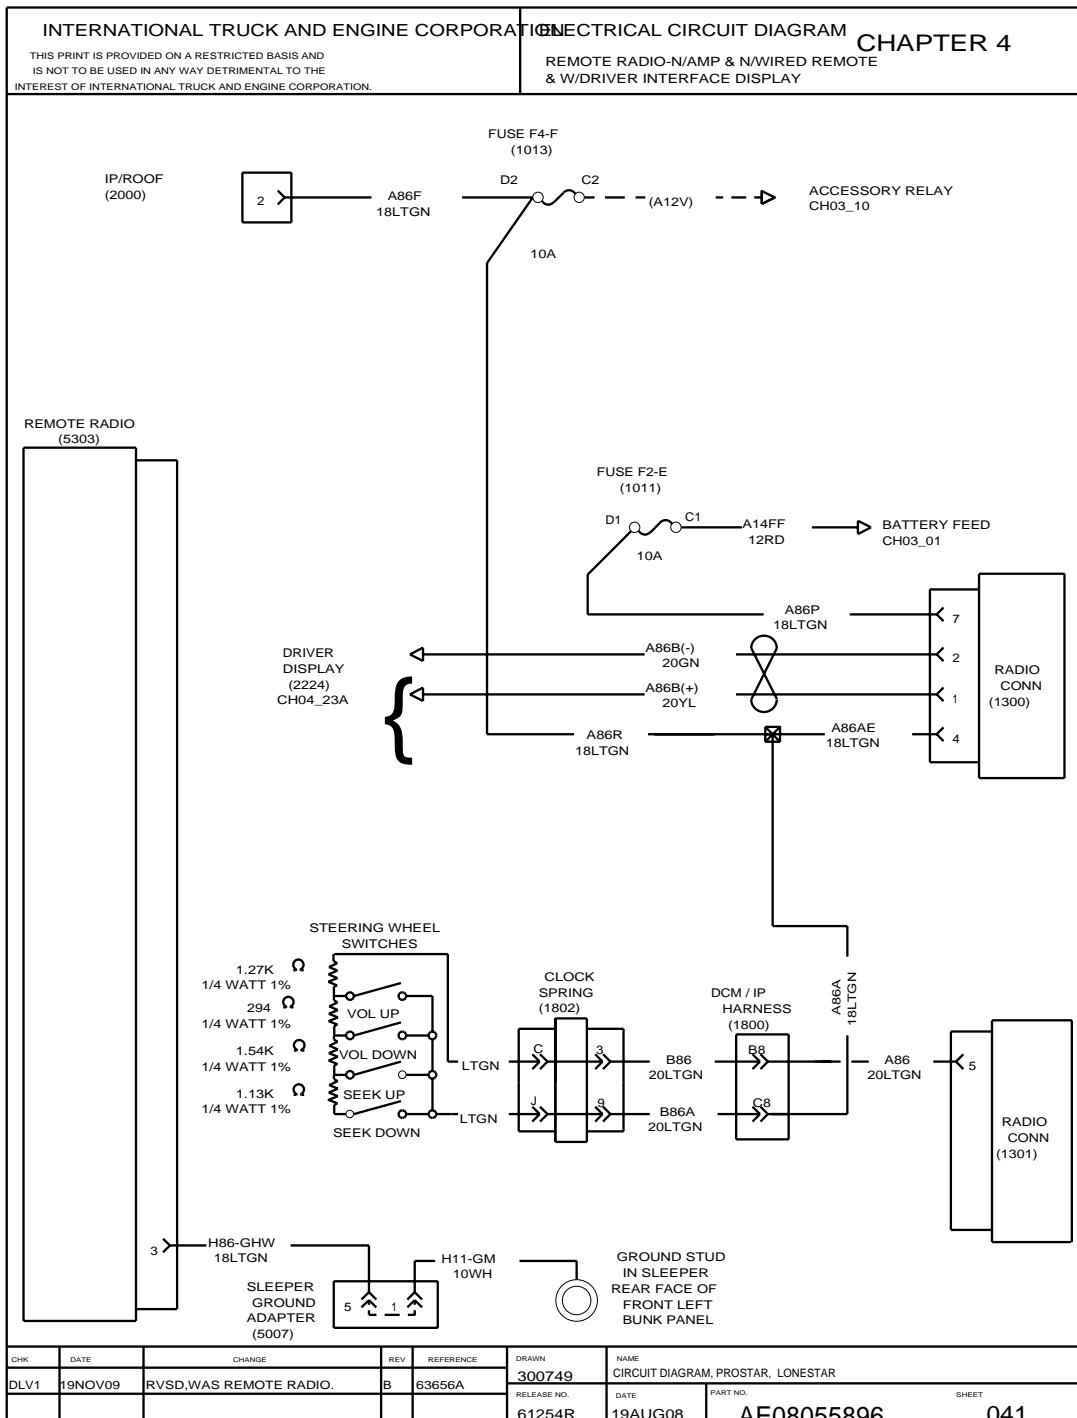 INTERNATIONAL TRUCK AND ENGINE CORPORATION
THIS PRINT IS PROVIDED ON A RESTRICTED BASIS AND
IS NOT TO BE USED IN ANY WAY DETRIMENTAL TO THE
INTEREST OF INTERNATIONAL TRUCK AND ENGINE CORPORATION.
ELECTRICAL CIRCUIT DIAGRAM
CHAPTER 4
REMOTE RADIO-N/AMP & N/WIRED REMOTE
& W/DRIVER INTERFACE DISPLAY
FUSE F4-F
(1013)
IP/ROOF
(2000)
2
A86F
18LTGN
D2
C2
10A
(A12V)
ACCESSORY RELAY
CH03_10
REMOTE RADIO
(5303)
FUSE F2-E
(1011)
D1
C1
10A
A14FF
12RD
BATTERY FEED
CH03_01
A86P
18LTGN
7
DRIVER
DISPLAY
(2224)
CH04_23A
{
A86B(-)
20GN
2
A86B(+)
20YL
1
A86R
18LTGN
A86AE
18LTGN
4
RADIO
CONN
(1300)
STEERING WHEEL
SWITCHES
1.27K Ω
1/4 WATT 1%
294 Ω
1/4 WATT 1%
1.54K Ω
1/4 WATT 1%
1.13K Ω
1/4 WATT 1%
VOL UP
VOL DOWN
SEEK UP
SEEK DOWN
LTGN
LTGN
CLOCK
SPRING
(1802)
C
3
J
9
B86
20LTGN
B86A
20LTGN
DCM / IP
HARNESS
(1800)
B8
C8
A86A
18LTGN
A86
20LTGN
5
RADIO
CONN
(1301)
3
H86-GHW
18LTGN
SLEEPER
GROUND
ADAPTER
(5007)
5
1
H11-GM
10WH
GROUND STUD
IN SLEEPER
REAR FACE OF
FRONT LEFT
BUNK PANEL
CHK DATE CHANGE REV REFERENCE
DLV1 19NOV09 RVSD,WAS REMOTE RADIO. B 63656A
DRAWN
300749
NAME
CIRCUIT DIAGRAM, PROSTAR, LONESTAR
RELEASE NO.
61254R
DATE
19AUG08
PART NO.
AE08055896
SHEET
041